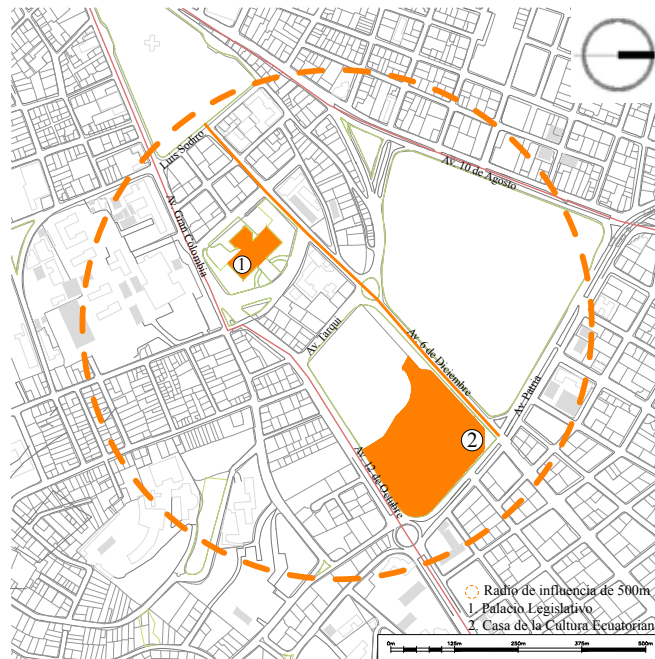 Luis Sodiro
Av. Gran Colombia
Av. 10 de Agosto
1
Av. Tarqui
Av. 6 de Diciembre
Av. Patria
2
Av. 12 de Octubre
Radio de influencia de 500m
1. Palacio Legislativo
2. Casa de la Cultura Ecuatorian
0m 125m 250m 375m 500m